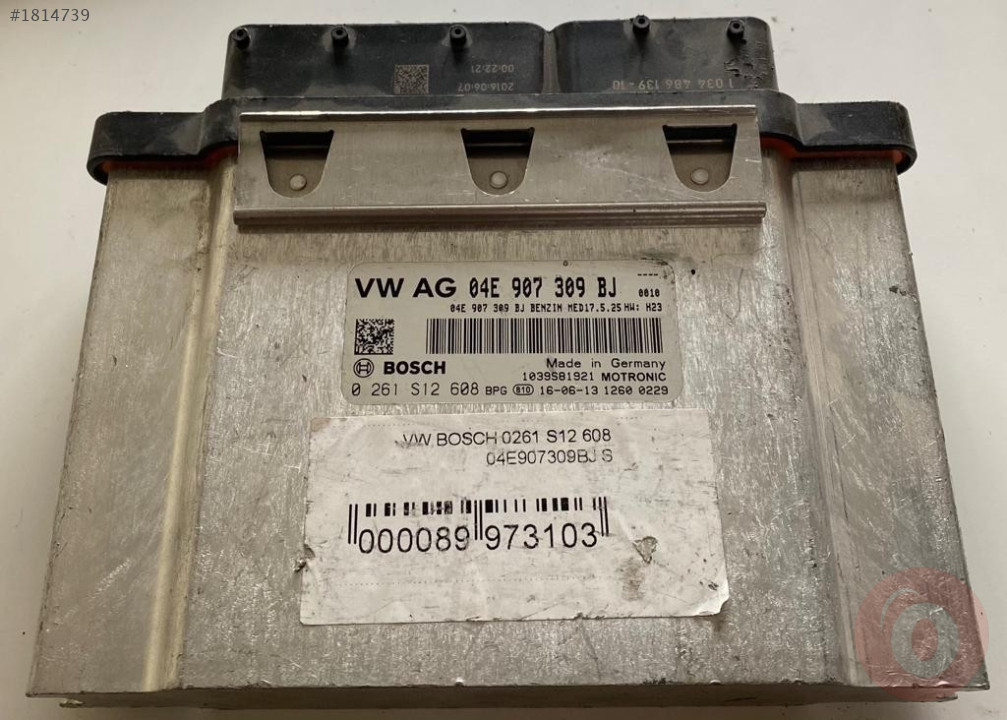 #1814739
00:22:21
2016-06-07
1 034 486 139-10
VW AG 04E 907 309 BJ 0010
04E 907 309 BJ BENZIN MED17.5.25 HW: H23
BOSCH
Made in Germany
1039S81921 MOTRONIC
0 261 S12 608 BPG 810 16-06-13 1260 0229
VW BOSCH 0261 S12 608
04E907309BJ S
000089 973103
a